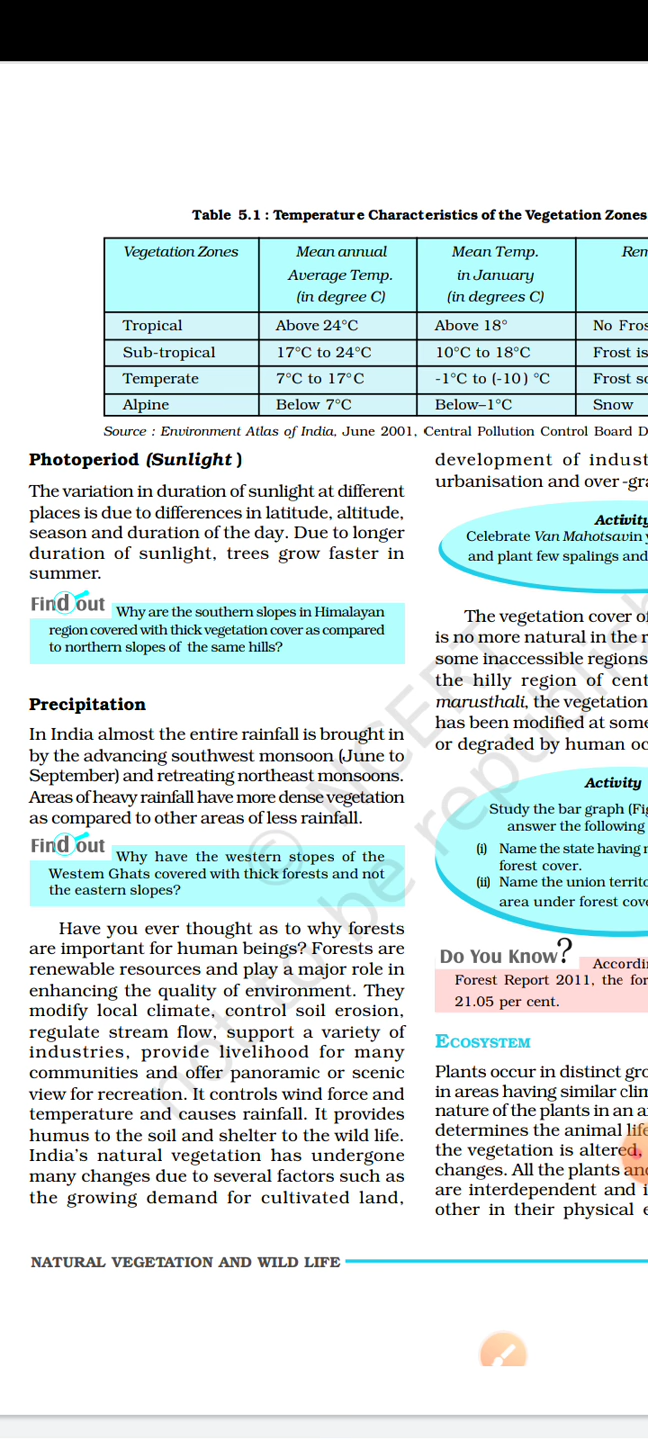 Table 5.1 : Temperature Characteristics of the Vegetation Zones
Vegetation Zones
Mean annual
Average Temp.
(in degree C)
Mean Temp.
in January
(in degrees C)
Tropical Above 24°C Above 18° No
Sub-tropical 17°C to 24°C 10°C to 18°C Frost is
Temperate 7°C to 17°C -1°C to (-10) °C Frost
Alpine Below 7°C Below–1°C Snow
Source : Environment Atlas of India, June 2001, Central Pollution Control Board
Photoperiod (Sunlight )
The variation in duration of sunlight at different
places is due to differences in latitude, altitude,
season and duration of the day. Due to longer
duration of sunlight, trees grow faster in
summer.
Find out
Why are the southern slopes in Himalayan
region covered with thick vegetation cover as compared
to northern slopes of the same hills?
Precipitation
In India almost the entire rainfall is brought in
by the advancing southwest monsoon (June to
September) and retreating northeast monsoons.
Areas of heavy rainfall have more dense vegetation
as compared to other areas of less rainfall.
Find out
Why have the western stopes of the
Westem Ghats covered with thick forests and not
the eastern slopes?
Have you ever thought as to why forests
are important for human beings? Forests are
renewable resources and play a major role in
enhancing the quality of environment. They
modify local climate, control soil erosion,
regulate stream flow, support a variety of
industries, provide livelihood for many
communities and offer panoramic or scenic
view for recreation. It controls wind force and
temperature and causes rainfall. It provides
humus to the soil and shelter to the wild life.
India's natural vegetation has undergone
many changes due to several factors such as
the growing demand for cultivated land,
development of
urbanisation and
Activity
Celebrate Van Mahotsavin
and plant few spalings and
The vegetation cover
is no more natural in the
some inaccessible regions
the hilly region of
marusthali, the vegetation
has been modified at
or degraded by human
Activity
Study the bar graph
answer the following
(i) Name the state having
forest cover.
(ii) Name the union
area under forest
Do You Know?
Forest Report 2011, the
21.05 per cent.
ECOSYSTEM
Plants occur in distinct
in areas having similar
nature of the plants in an
determines the animal
the vegetation is altered,
changes. All the plants
are interdependent and
other in their physical
NATURAL VEGETATION AND WILD LIFE
© NCERT
not to be republish